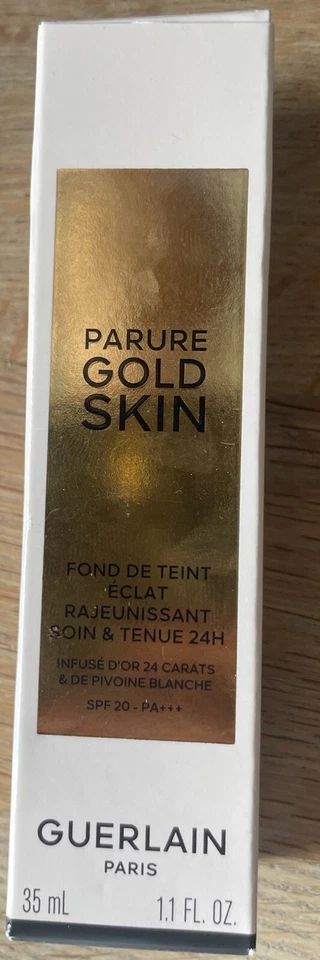 PARURE
GOLD
SKIN
FOND DE TEINT
ÉCLAT
RAJEUNISSANT
SOIN & TENUE 24H
INFUSÉ D'OR 24 CARATS
& DE PIVOINE BLANCHE
SPF 20 - PA+++
GUERLAIN
PARIS
35 mL 1.1 FL. OZ.